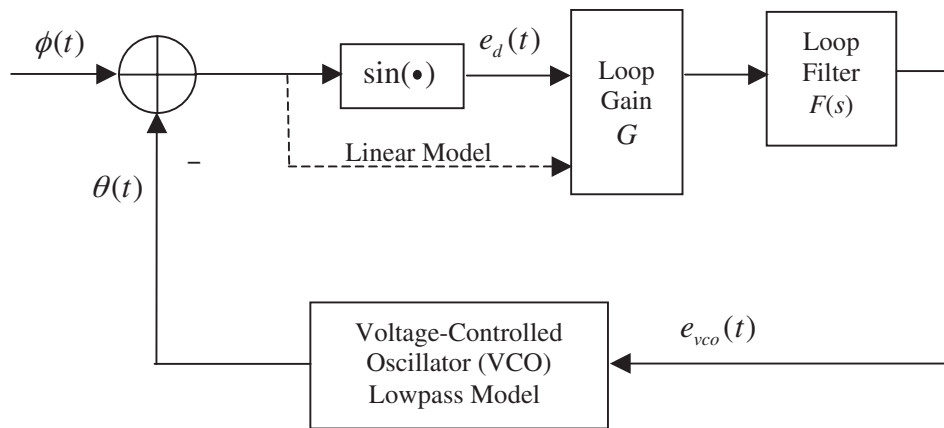 ϕ(t)
sin(•)
e_d(t)
Loop
Gain
G
Loop
Filter
F(s)
Linear Model
–
θ(t)
Voltage-Controlled
Oscillator (VCO)
Lowpass Model
e_vco(t)